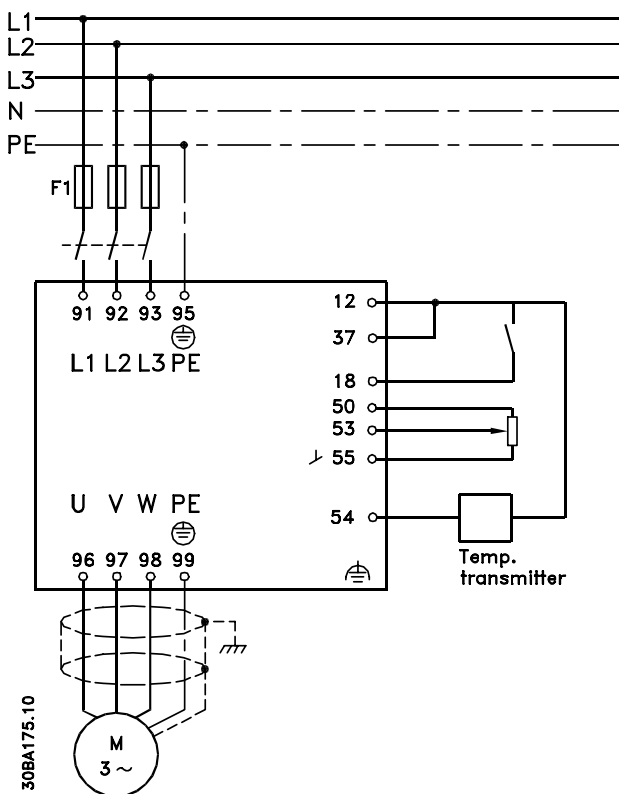 L1
L2
L3
N
PE
F1
91 92 93 95
L1 L2 L3 PE
12
37
18
50
53
55
54
U V W PE
96 97 98 99
Temp.
transmitter
M
3 ~
30BA175.10